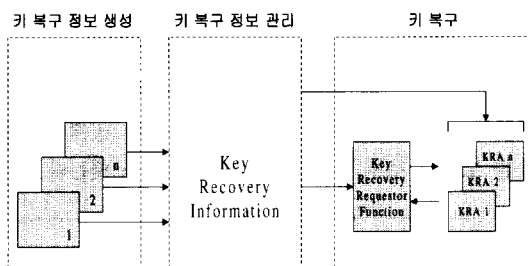 키 복구 정보 생성
키 복구 정보 관리
키 복구
n
2
1
Key
Recovery
Information
Key
Recovery
Requestor
Function
KRA n
KRA 2
KRA 1